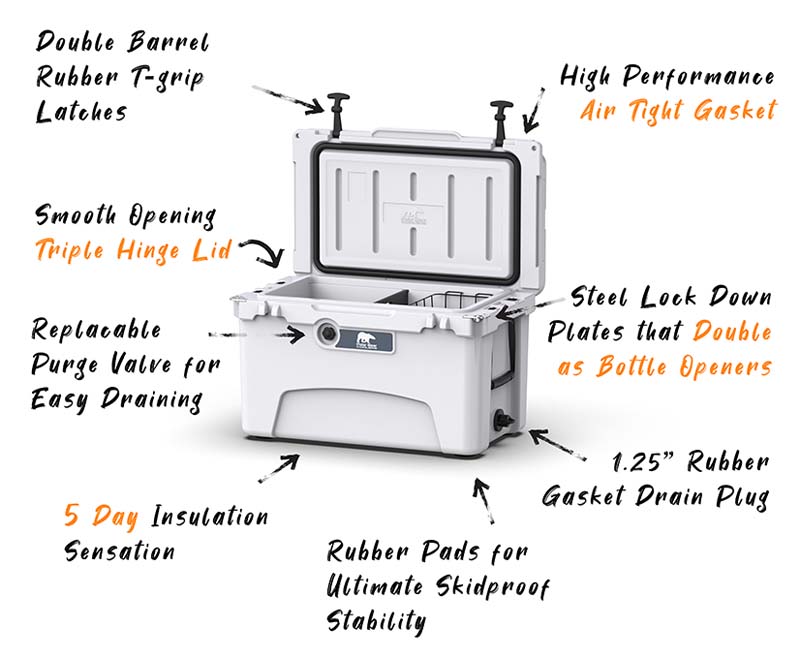 Double Barrel
Rubber T-grip
Latches
High Performance
Air Tight Gasket
Smooth Opening
Triple Hinge Lid
Steel Lock Down
Plates that Double
as Bottle Openers
Replacable
Purge Valve for
Easy Draining
1.25” Rubber
Gasket Drain Plug
5 Day Insulation
Sensation
Rubber Pads for
Ultimate Skidproof
Stability